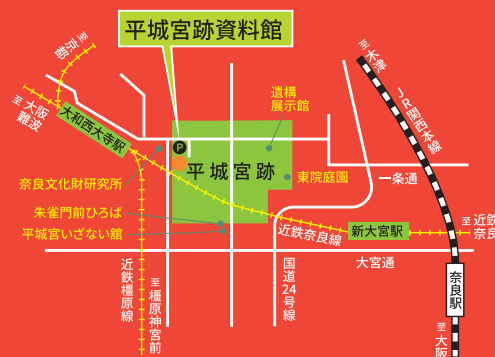 平城宮跡資料館
至京都
至木津
至大阪
難波
遺構
展示館
JR関西本線
大和西大寺駅
P
平城宮跡
東院庭園
一条通
奈良文化財研究所
朱雀門前ひろば
平城宮いざない舘
近鉄奈良線
新大宮駅
至近鉄
奈良
大宮通
近鉄橿原線
至橿原神宮前
国道24号線
奈良駅
至大阪